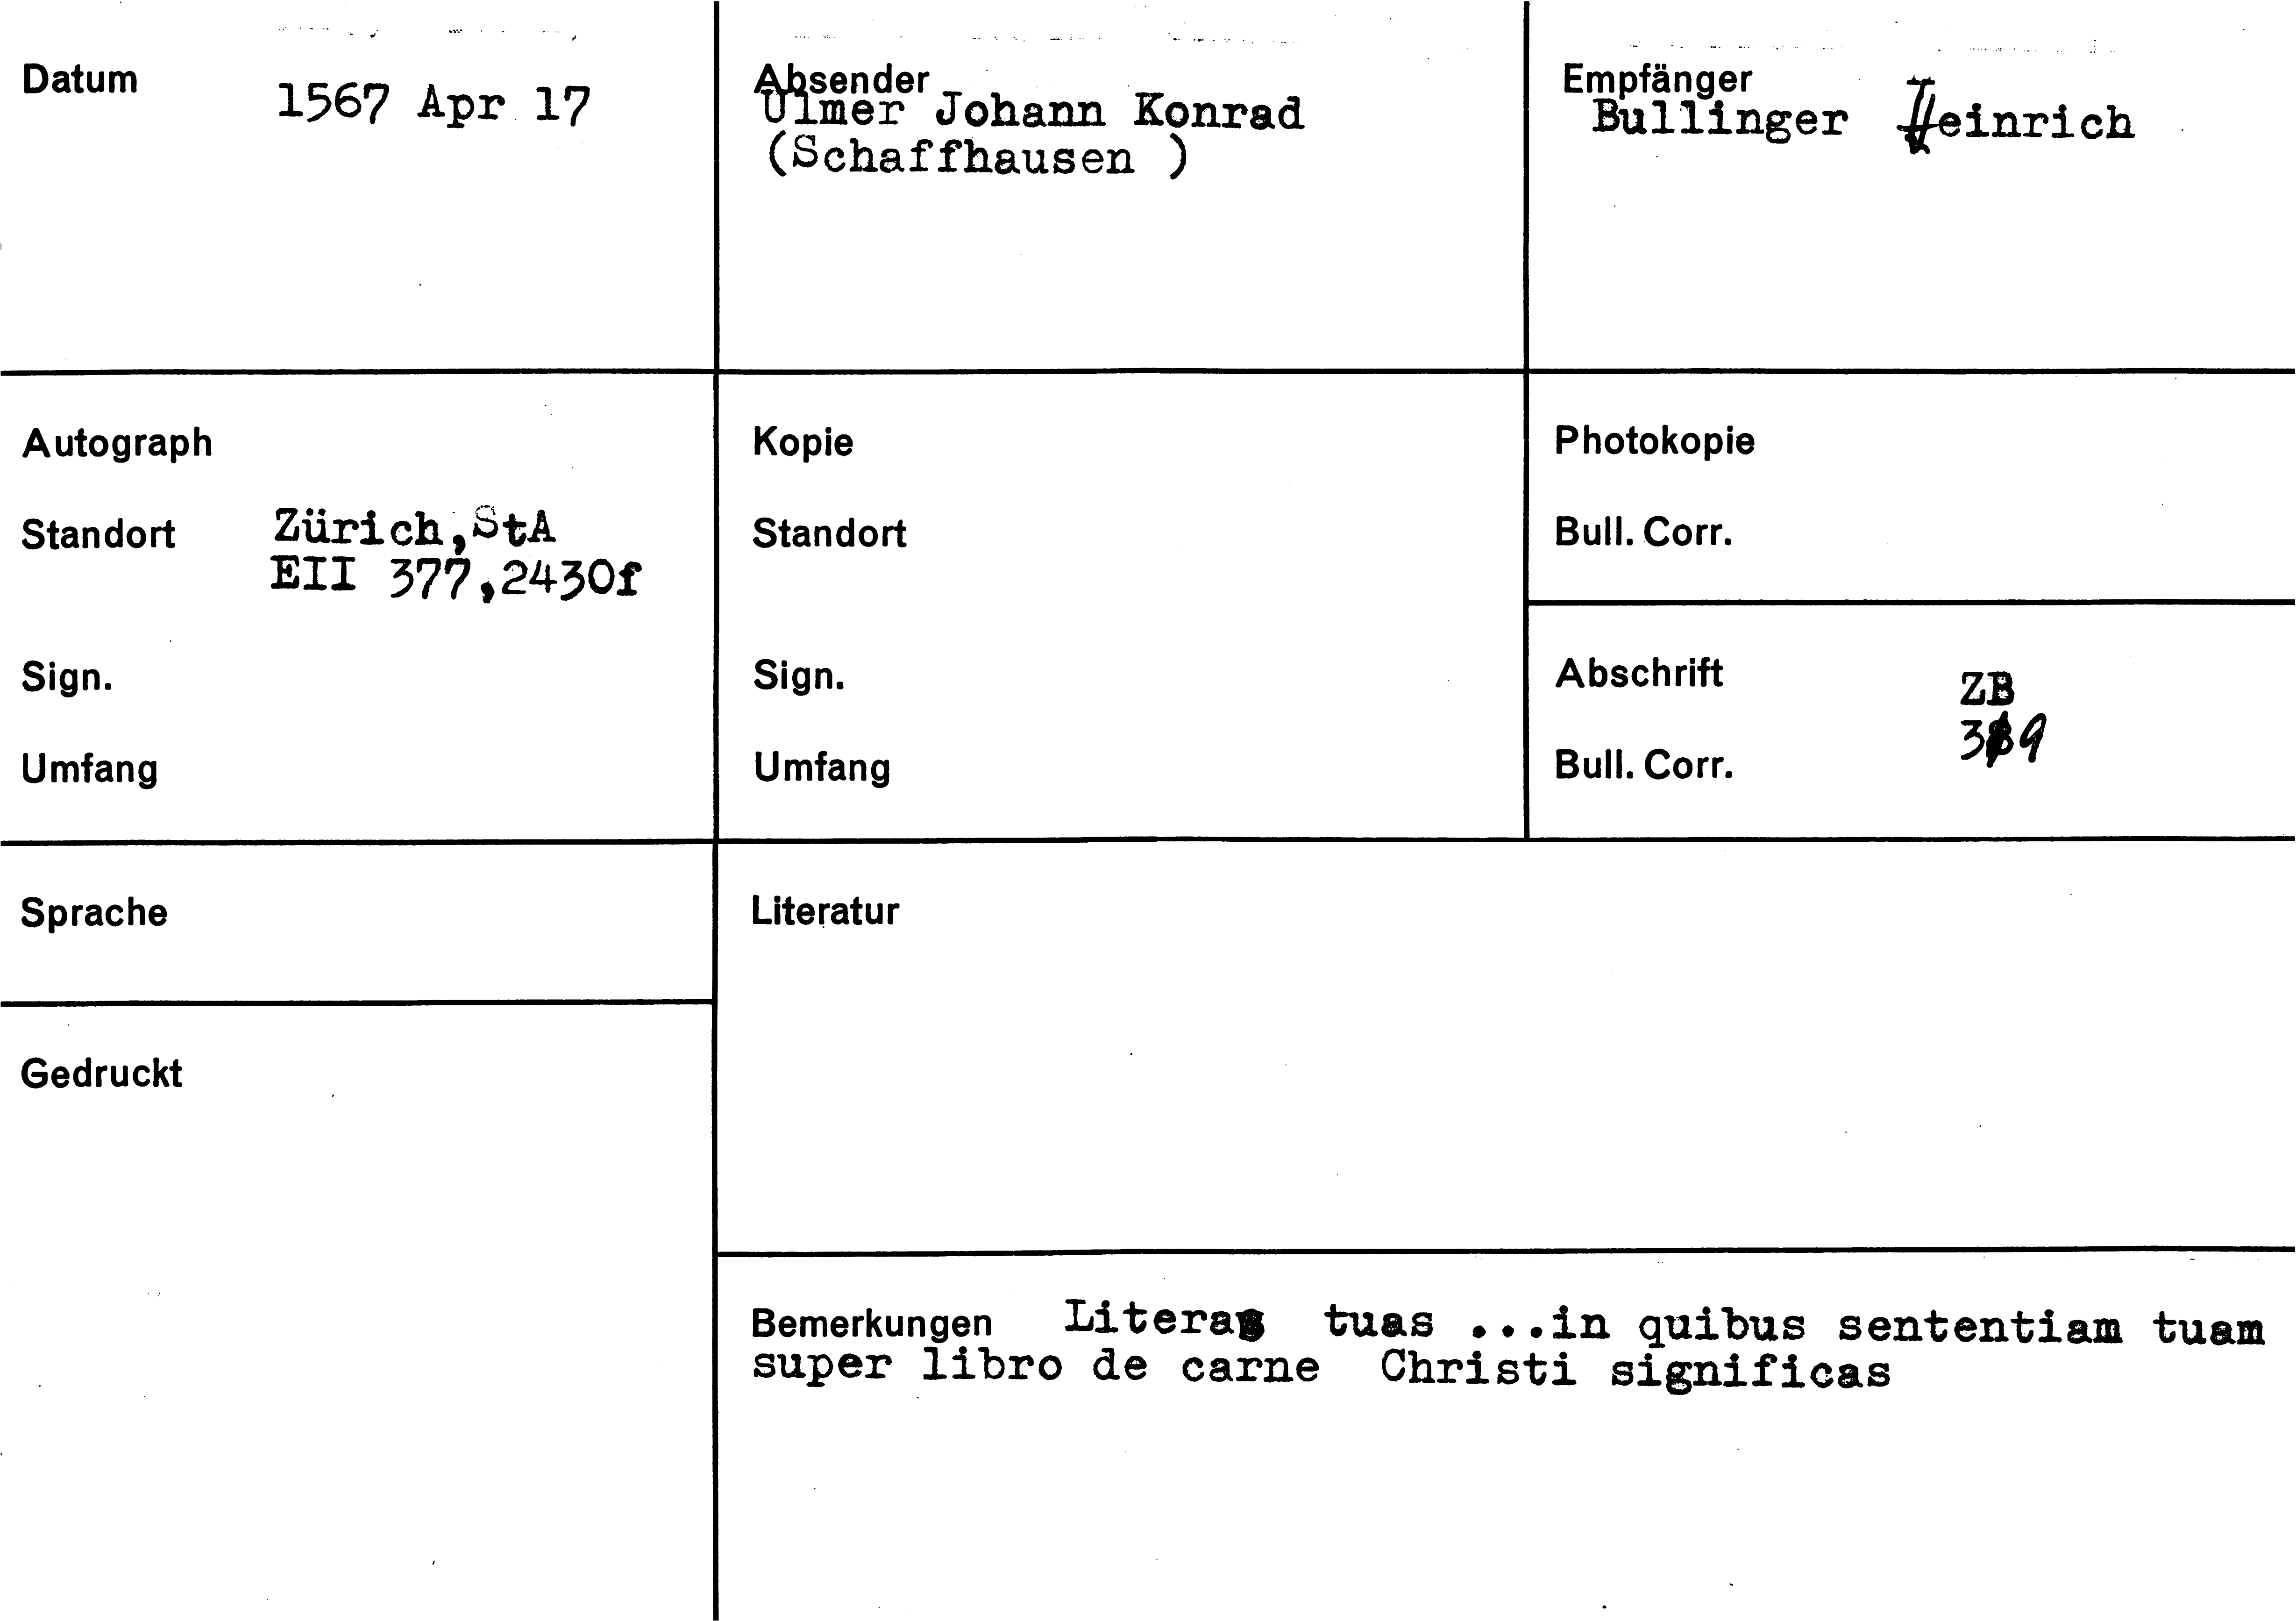 Datum
1567 Apr 17
Absender
Ulmer Johann Konrad
(Schaffhausen )
Empfänger
Bullinger Heinrich
Autograph
Standort Zürich,StA
EII 377,2430f
Sign.
Umfang
Kopie
Standort
Sign.
Umfang
Photokopie
Bull. Corr.
Abschrift ZB
Bull. Corr.
Sprache
Literatur
Gedruckt
Bemerkungen Literas tuas ...in quibus sententiam tuam
super libro de carne Christi significas